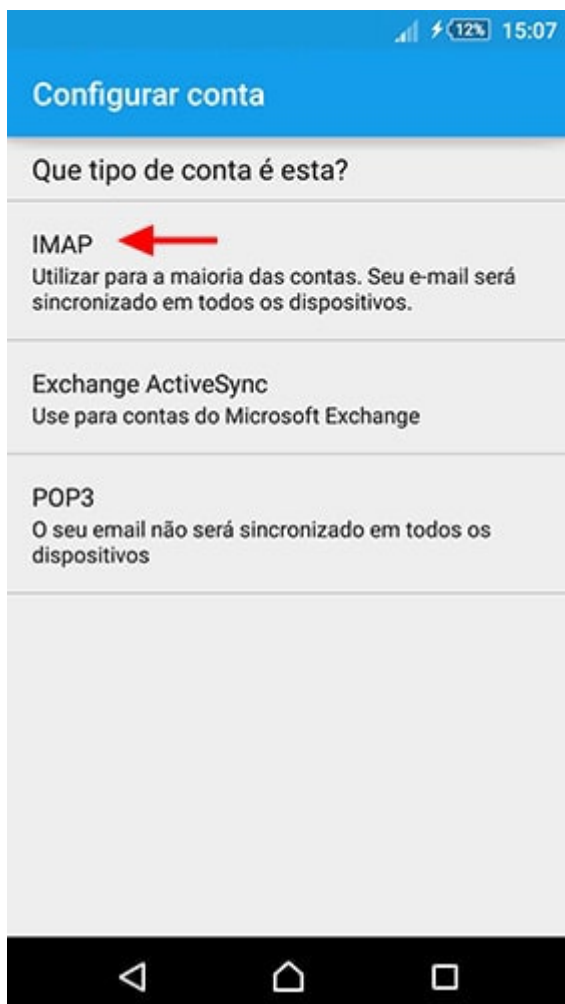 12% 15:07
Configurar conta
Que tipo de conta é esta?
IMAP
Utilizar para a maioria das contas. Seu e-mail será
sincronizado em todos os dispositivos.
Exchange ActiveSync
Use para contas do Microsoft Exchange
POP3
O seu email não será sincronizado em todos os
dispositivos